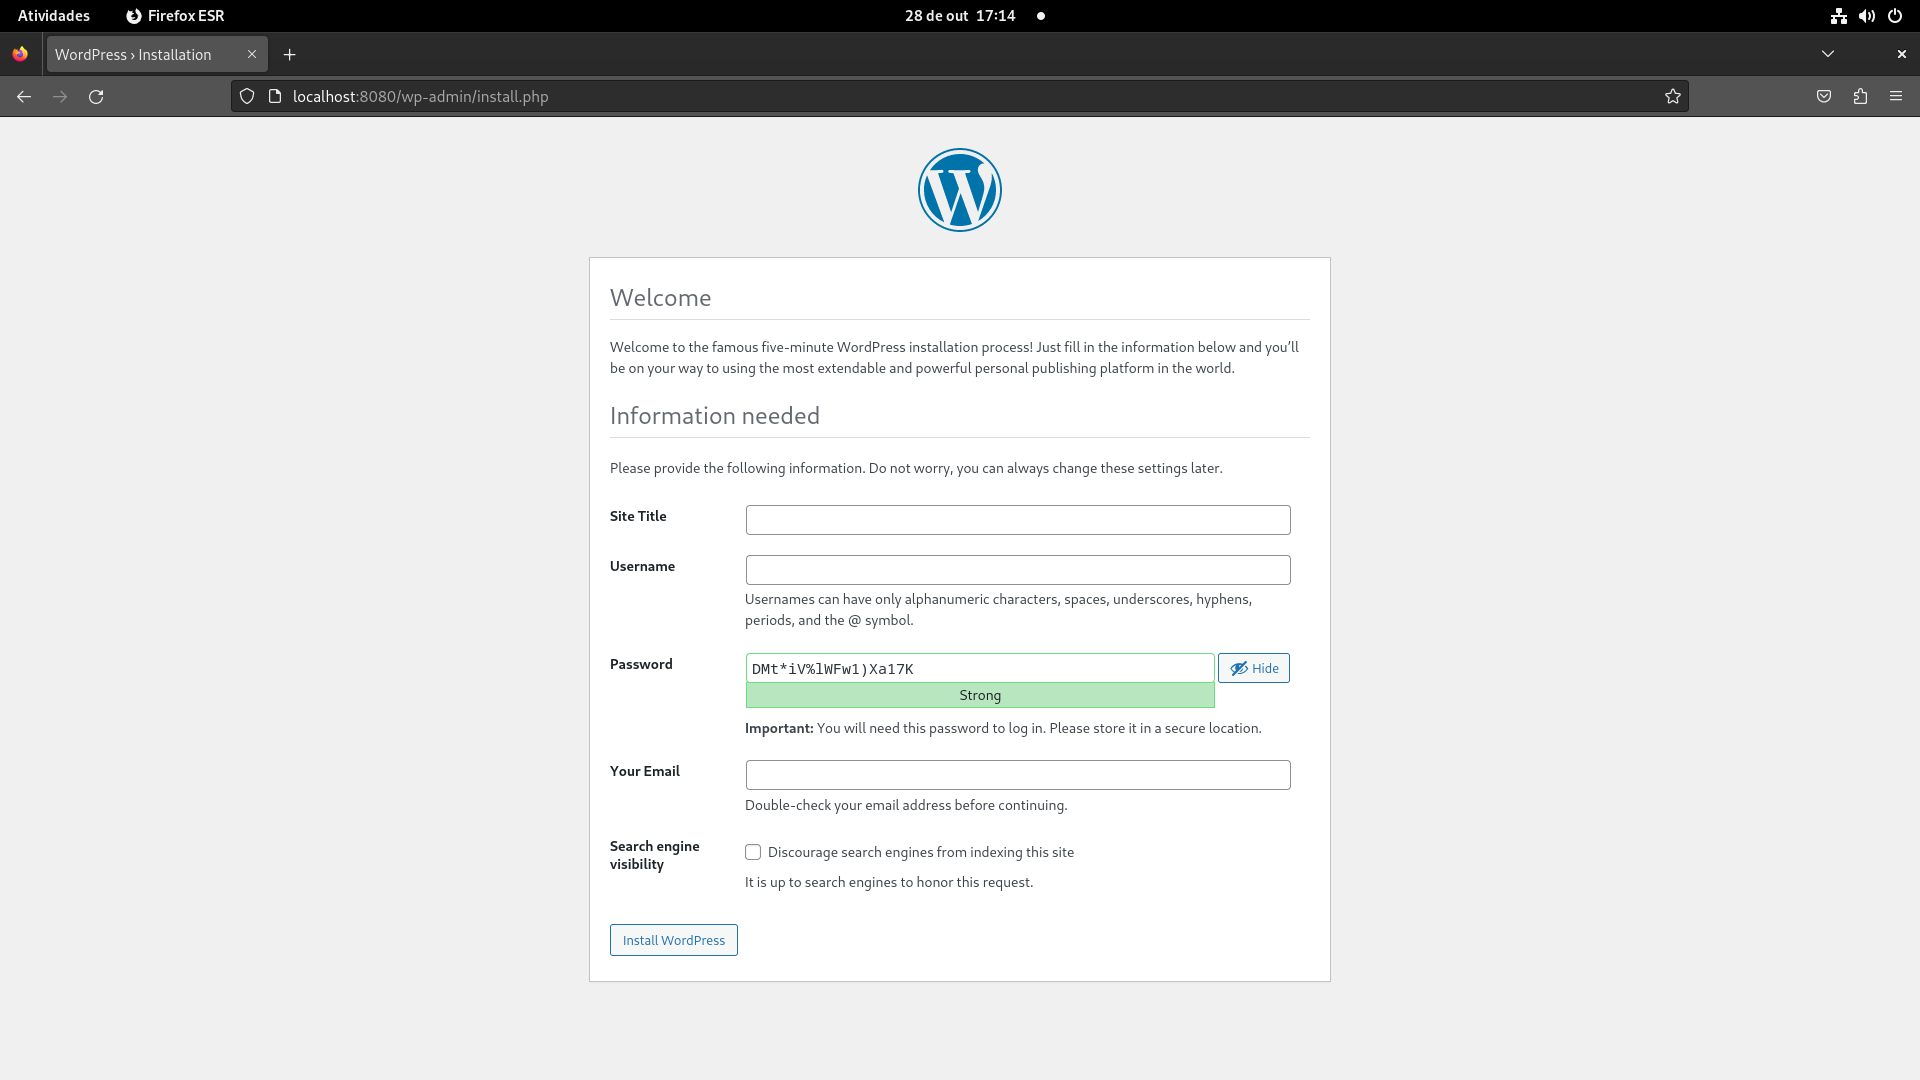 Atividades
Firefox ESR
28 de out 17:14
WordPress › Installation
localhost:8080/wp-admin/install.php
Welcome
Welcome to the famous five-minute WordPress installation process! Just fill in the information below and you’ll
be on your way to using the most extendable and powerful personal publishing platform in the world.
Information needed
Please provide the following information. Do not worry, you can always change these settings later.
Site Title
Username
Usernames can have only alphanumeric characters, spaces, underscores, hyphens,
periods, and the @ symbol.
Password
DMt*iV%lWFw1)Xa17K
Hide
Strong
Important: You will need this password to log in. Please store it in a secure location.
Your Email
Double-check your email address before continuing.
Search engine
visibility
Discourage search engines from indexing this site
It is up to search engines to honor this request.
Install WordPress